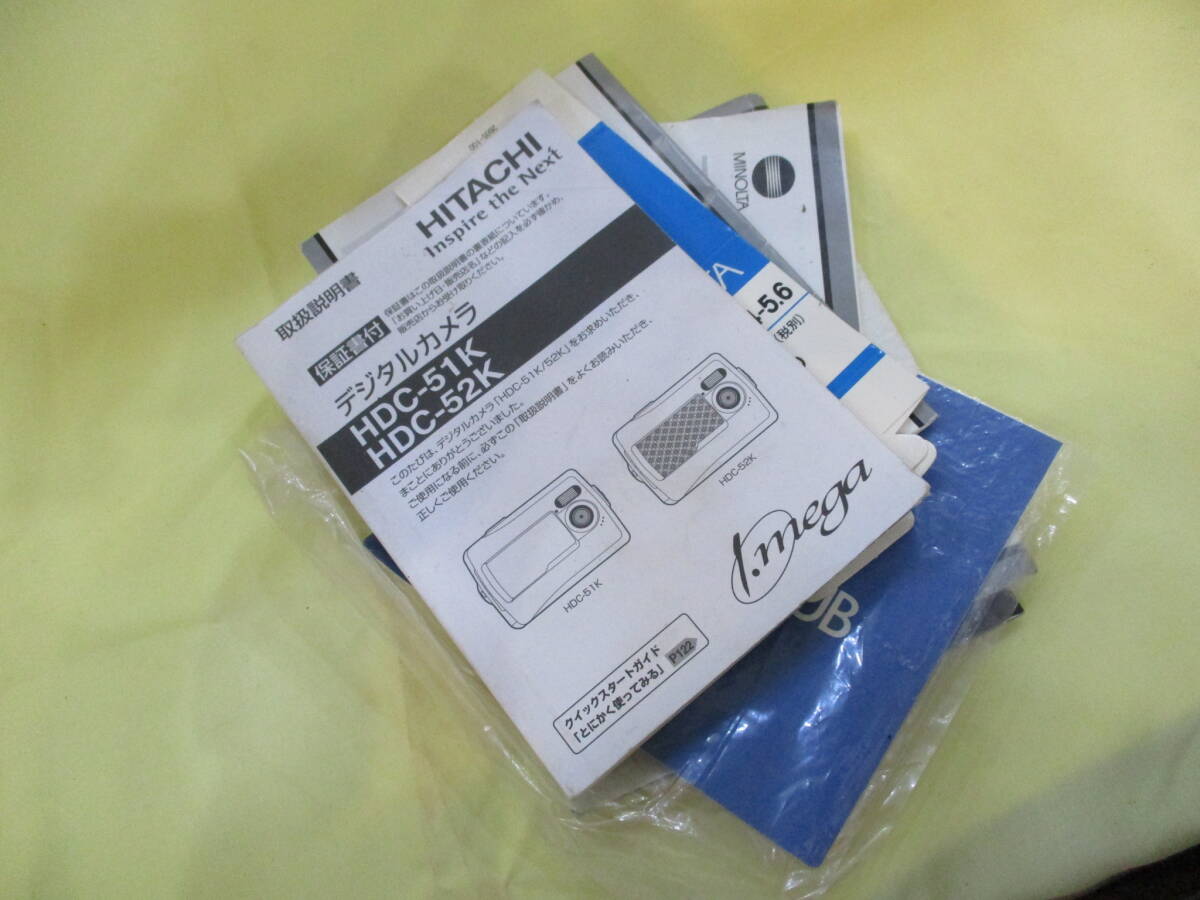 HITACHI
Inspire the Next
取扱説明書
保証書付
保証書はこの取扱説明書の裏表紙についています。
「お買い上げ日・販売店名」などの記入を必ず確かめ、
販売店からお受け取りください。
デジタルカメラ
HDC-51K
HDC-52K
このたびは、デジタルカメラ「HDC-51K/52K」をお求めいただき、
まことにありがとうございました。
ご使用になる前に、必ずこの「取扱説明書」をよくお読みいただき、
正しくご使用ください。
HDC-51K
HDC-52K
i.mega
クイックスタートガイド
「とにかく使ってみる」 P122
MINOLTA
-5.6
(税別)